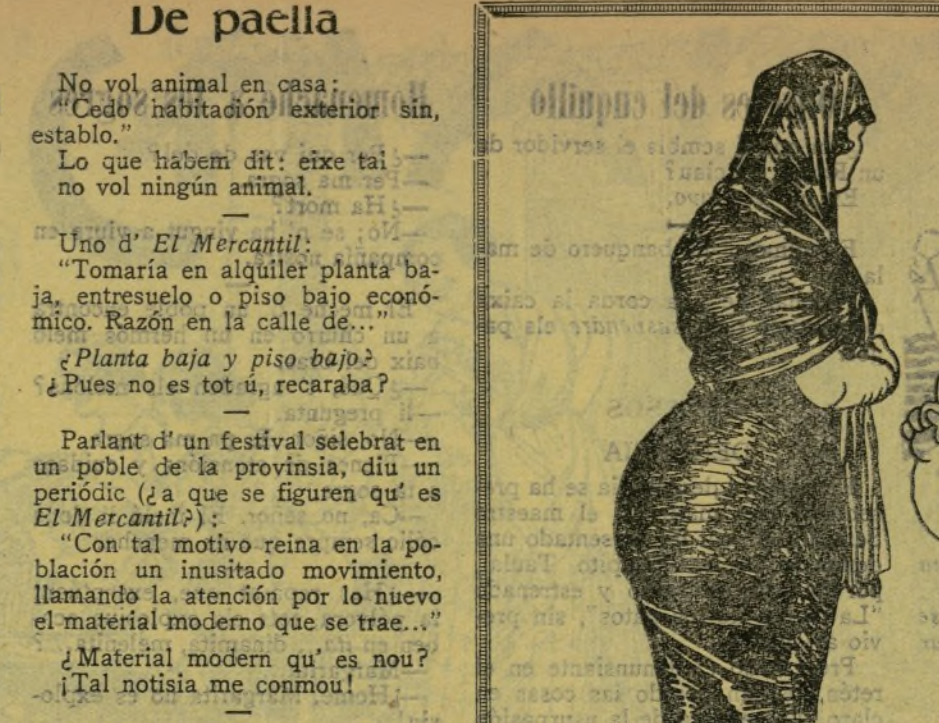 De paella
No vol animal en casa:
"Cedo habitación exterior sin,
establo."
Lo que habem dit: eixe tai
no vol ningún animal.
Uno d' El Mercantil:
"Tomaría en alquiler planta ba-
ja, entresuelo o piso bajo econó-
mico. Razón en la calle de..."
¿Planta baja y piso bajo?
¿Pues no es tot ú, recaraba?
Parlant d' un festival selebrat en
un poble de la provinsia, diu un
periódic (¿a que se figuren qu' es
El Mercantil?):
"Con tal motivo reina en la po-
blación un inusitado movimiento,
llamando la atención por lo nuevo
el material moderno que se trae..."
¿Material modern qu' es nou?
¡Tal notisia me conmou!